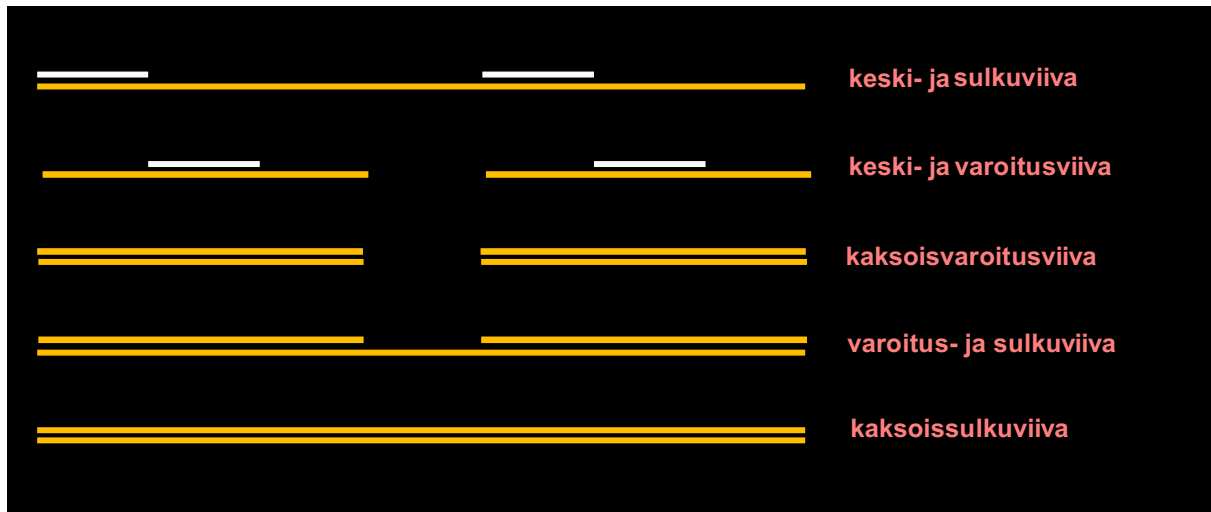 keski- ja sulkuviiva
keski- ja varoitusviiva
kaksoisvaroitusviiva
varoitus- ja sulkuviiva
kaksoissulkuviiva